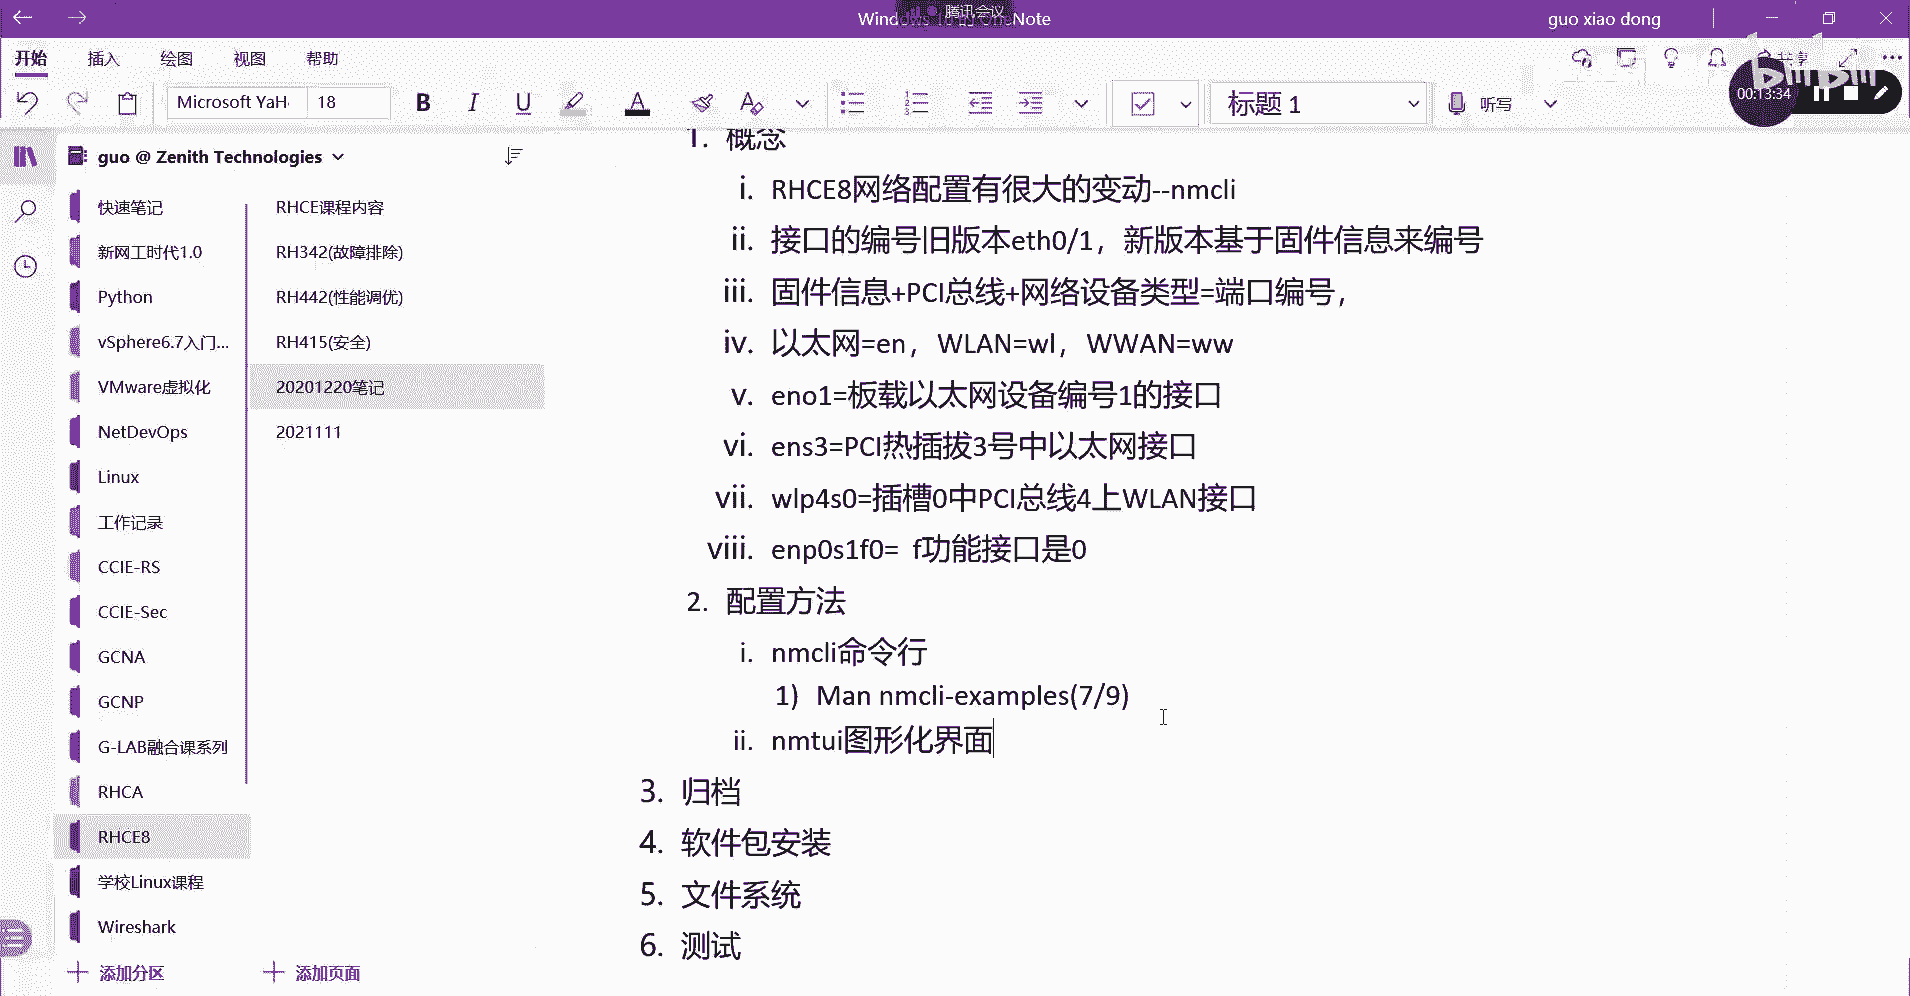 腾讯会议
guo xiao dong
开始 插入 绘图 视图 帮助
共享
Microsoft YaH 18 B I U A 标题 1 听写
00:13:34
bilibili
guo @ Zenith Technologies
快速笔记
新网工时代1.0
Python
vSphere6.7入门...
VMware虚拟化
NetDevOps
Linux
工作记录
CCIE-RS
CCIE-Sec
GCNA
GCNP
G-LAB融合课系列
RHCA
RHCE8
学校Linux课程
Wireshark
添加分区
RHCE课程内容
RH342(故障排除)
RH442(性能调优)
RH415(安全)
20201220笔记
2021111
添加页面
1. 概念
i. RHCE8网络配置有很大的变动--nmcli
ii. 接口的编号旧版本eth0/1，新版本基于固件信息来编号
iii. 固件信息+PCI总线+网络设备类型=端口编号，
iv. 以太网=en，WLAN=wl，WWAN=ww
v. eno1=板载以太网设备编号1的接口
vi. ens3=PCI热插拔3号中以太网接口
vii. wlp4s0=插槽0中PCI总线4上WLAN接口
viii. enp0s1f0= f功能接口是0
2. 配置方法
i. nmcli命令行
1) Man nmcli-examples(7/9)
ii. nmtui图形化界面
3. 归档
4. 软件包安装
5. 文件系统
6. 测试